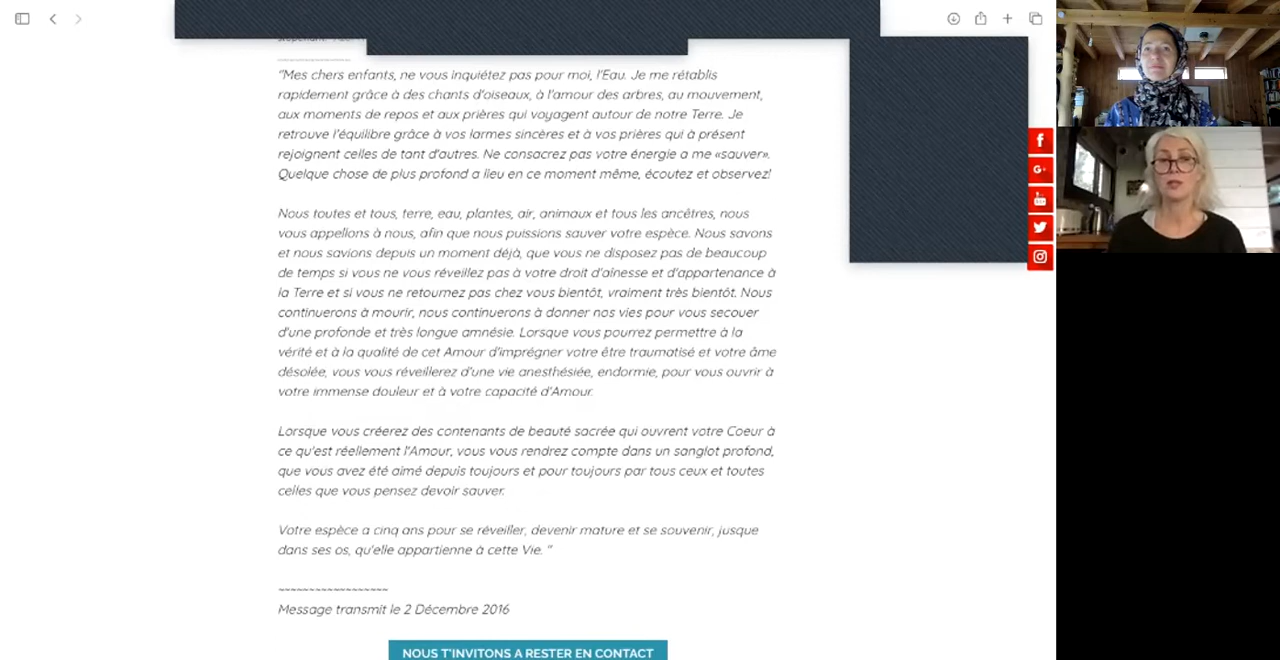 "Mes chers enfants, ne vous inquiétez pas pour moi, l'Eau. Je me rétablis
rapidement grâce à des chants d'oiseaux, à l'amour des arbres, au mouvement,
aux moments de repos et aux prières qui voyagent autour de notre Terre. Je
retrouve l'équilibre grâce à vos larmes sincères et à vos prières qui à présent
rejoignent celles de tant d'autres. Ne consacrez pas votre énergie a me «sauver».
Quelque chose de plus profond a lieu en ce moment même, écoutez et observez!
Nous toutes et tous, terre, eau, plantes, air, animaux et tous les ancêtres, nous
vous appellons à nous, afin que nous puissions sauver votre espèce. Nous savons
et nous savions depuis un moment déjà, que vous ne disposez pas de beaucoup
de temps si vous ne vous réveillez pas à votre droit d'aînesse et d'appartenance à
la Terre et si vous ne retournez pas chez vous bientôt, vraiment très bientôt. Nous
continuerons à mourir, nous continuerons à donner nos vies pour vous secouer
d'une profonde et très longue amnésie. Lorsque vous pourrez permettre à la
vérité et à la qualité de cet Amour d'imprégner votre être traumatisé et votre âme
désolée, vous vous réveillerez d'une vie anesthésiée, endormie, pour vous ouvrir à
votre immense douleur et à votre capacité d'Amour.
Lorsque vous créerez des contenants de beauté sacrée qui ouvrent votre Coeur à
ce qu'est réellement l'Amour, vous vous rendrez compte dans un sanglot profond,
que vous avez été aimé depuis toujours et pour toujours par tous ceux et toutes
celles que vous pensez devoir sauver.
Votre espèce a cinq ans pour se réveiller, devenir mature et se souvenir, jusque
dans ses os, qu'elle appartienne à cette Vie. "
~~~~~~~~~~~~~~~~~~
Message transmit le 2 Décembre 2016
NOUS T'INVITONS A RESTER EN CONTACT